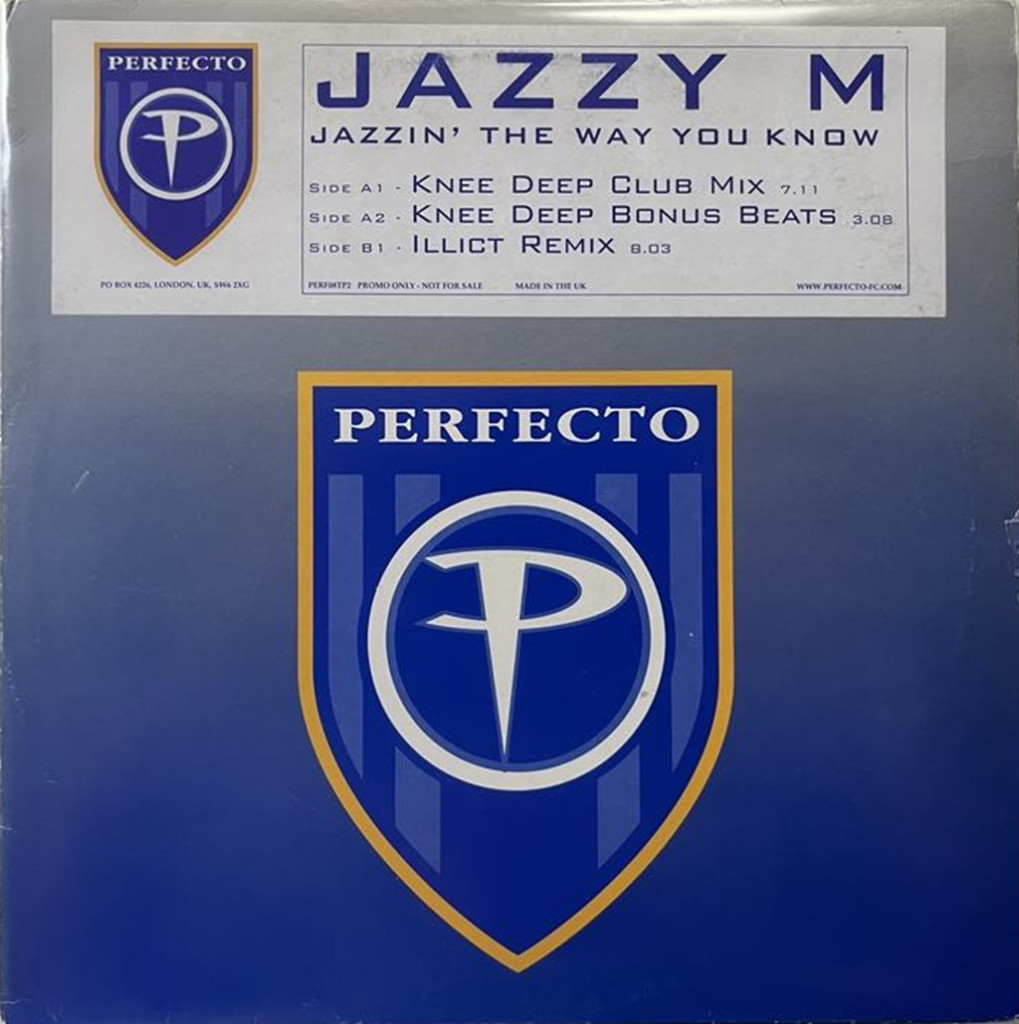 PERFECTO
JAZZY M
JAZZIN' THE WAY YOU KNOW
SIDE A1 - KNEE DEEP CLUB MIX 7.11
SIDE A2 - KNEE DEEP BONUS BEATS 3.08
SIDE B1 - ILLICT REMIX 8.03
PO BOX 4226, LONDON, UK, SW6 2XG
PERF08TP2 PROMO ONLY - NOT FOR SALE MADE IN THE UK WWW.PERFECTO-FC.COM
PERFECTO